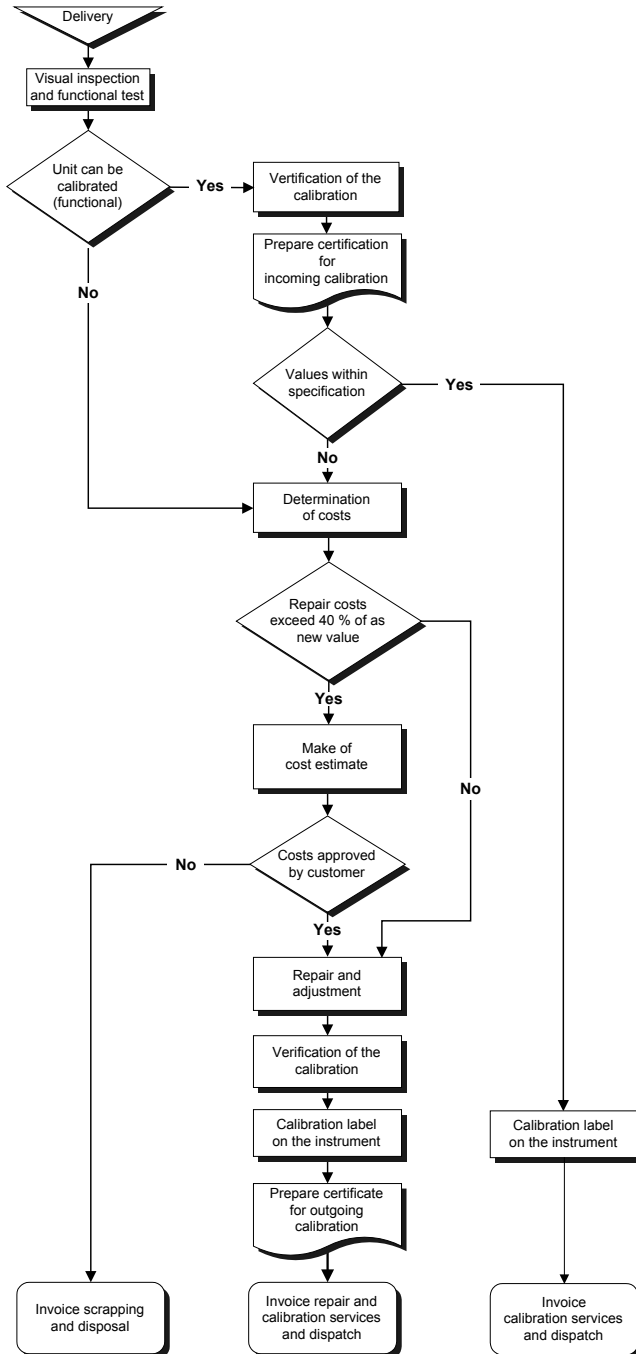 Delivery
Visual inspection
and functional test
Unit can be
calibrated
(functional)
Yes
Vertification of the
calibration
Prepare certification
for
incoming calibration
No
Values within
specification
Yes
No
Determination
of costs
Repair costs
exceed 40 % of as
new value
Yes
No
Make of
cost estimate
Costs approved
by customer
No
Yes
Repair and
adjustment
Verification of the
calibration
Calibration label
on the instrument
Calibration label
on the instrument
Prepare certificate
for outgoing
calibration
Invoice scrapping
and disposal
Invoice repair and
calibration services
and dispatch
Invoice
calibration services
and dispatch